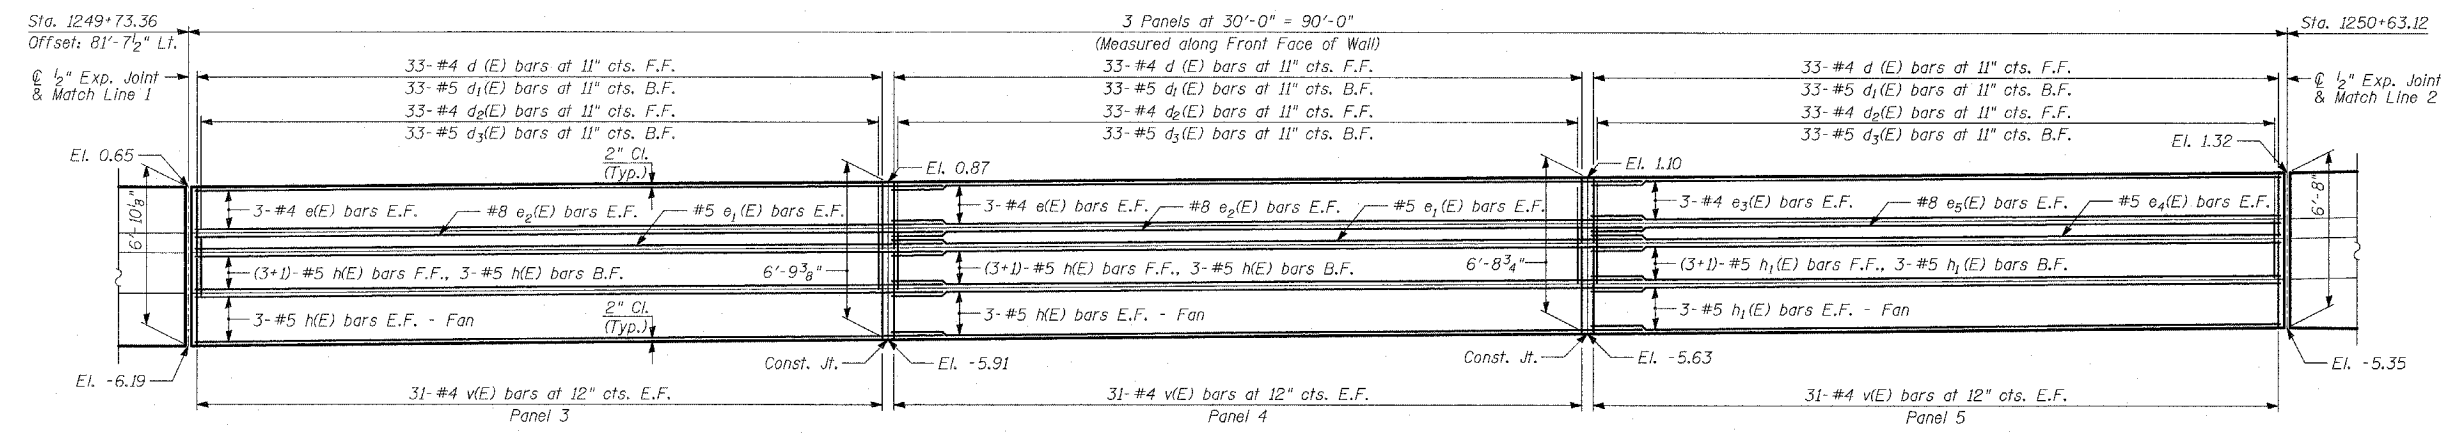 Sta. 1249+73.36
Offset: 81'-7½" Lt.
℄ ½" Exp. Joint
& Match Line 1
3 Panels at 30'-0" = 90'-0"
(Measured along Front Face of Wall)
Sta. 1250+63.12
℄ ½" Exp. Joint
& Match Line 2
33-#4 d (E) bars at 11" cts. F.F.
33-#5 d₁(E) bars at 11" cts. B.F.
33-#4 d₂(E) bars at 11" cts. F.F.
33-#5 d₃(E) bars at 11" cts. B.F.
33-#4 d (E) bars at 11" cts. F.F.
33-#5 d₁(E) bars at 11" cts. B.F.
33-#4 d₂(E) bars at 11" cts. F.F.
33-#5 d₃(E) bars at 11" cts. B.F.
33-#4 d (E) bars at 11" cts. F.F.
33-#5 d₁(E) bars at 11" cts. B.F.
33-#4 d₂(E) bars at 11" cts. F.F.
33-#5 d₃(E) bars at 11" cts. B.F.
El. 0.65
2" Cl.
(Typ.)
El. 0.87
El. 1.10
El. 1.32
6'-10⅛"
3-#4 e(E) bars E.F.
#8 e₂(E) bars E.F.
#5 e₁(E) bars E.F.
3-#4 e(E) bars E.F.
#8 e₂(E) bars E.F.
#5 e₁(E) bars E.F.
3-#4 e₃(E) bars E.F.
#8 e₅(E) bars E.F.
#5 e₄(E) bars E.F.
6'-8"
(3+1)-#5 h(E) bars F.F., 3-#5 h(E) bars B.F.
6'-9⅜"
(3+1)-#5 h(E) bars F.F., 3-#5 h(E) bars B.F.
6'-8¾"
(3+1)-#5 h₁(E) bars F.F., 3-#5 h₁(E) bars B.F.
3-#5 h(E) bars E.F. - Fan
2" Cl.
(Typ.)
3-#5 h(E) bars E.F. - Fan
3-#5 h₁(E) bars E.F. - Fan
El. -6.19
Const. Jt.
El. -5.91
Const. Jt.
El. -5.63
El. -5.35
31-#4 v(E) bars at 12" cts. E.F.
Panel 3
31-#4 v(E) bars at 12" cts. E.F.
Panel 4
31-#4 v(E) bars at 12" cts. E.F.
Panel 5